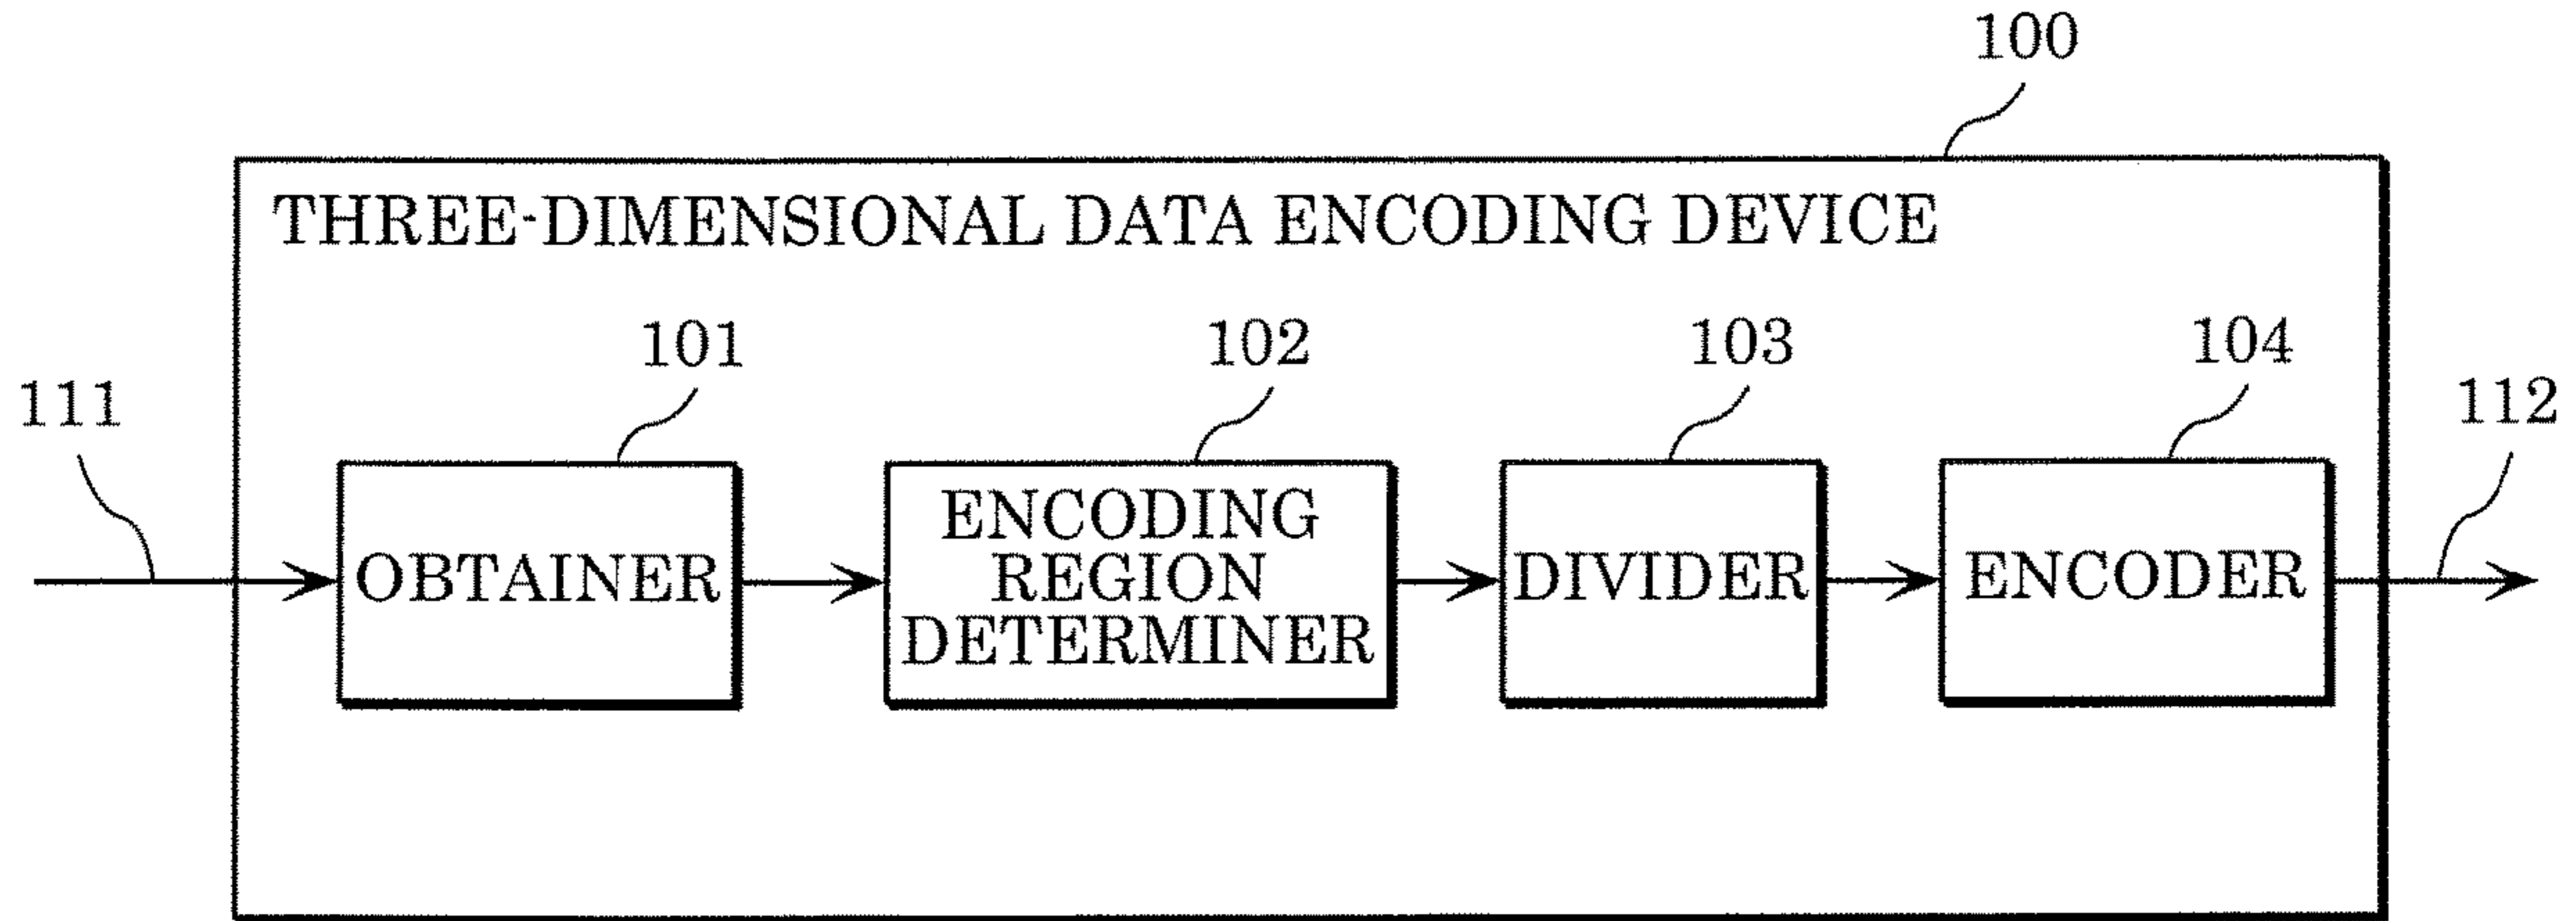 100
THREE-DIMENSIONAL DATA ENCODING DEVICE
101
102
103
104
111
112
OBTAINER
ENCODING
REGION
DETERMINER
DIVIDER
ENCODER